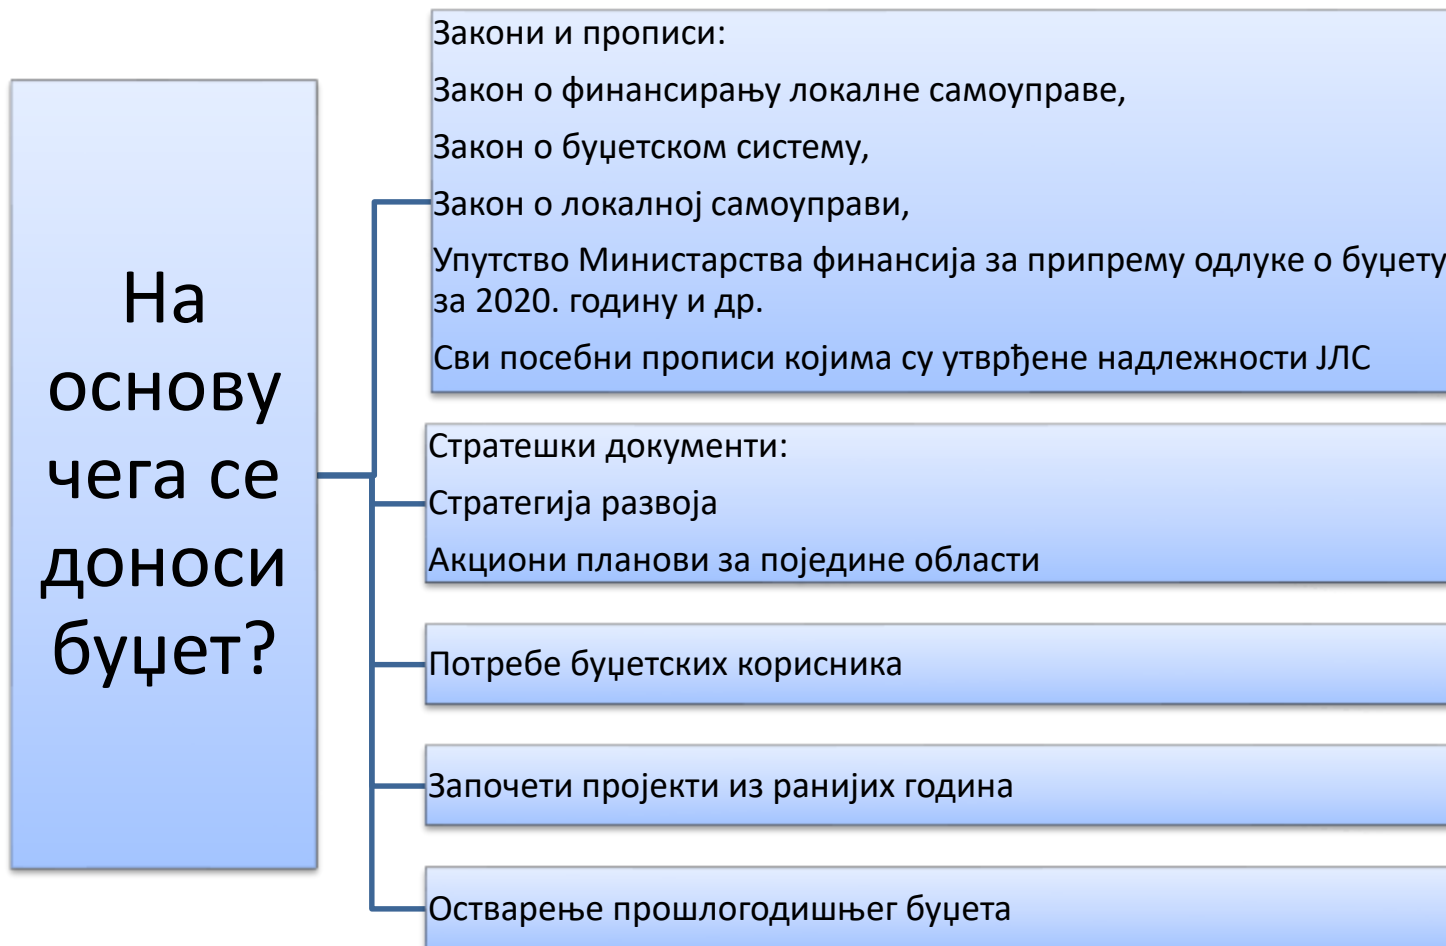 На
основу
чега се
доноси
буџет?
Закони и прописи:
Закон о финансирању локалне самоуправе,
Закон о буџетском систему,
Закон о локалној самоуправи,
Упутство Министарства финансија за припрему одлуке о буџету
за 2020. годину и др.
Сви посебни прописи којима су утврђене надлежности ЈЛС
Стратешки документи:
Стратегија развоја
Акциони планови за поједине области
Потребе буџетских корисника
Започети пројекти из ранијих година
Остварење прошлогодишњег буџета